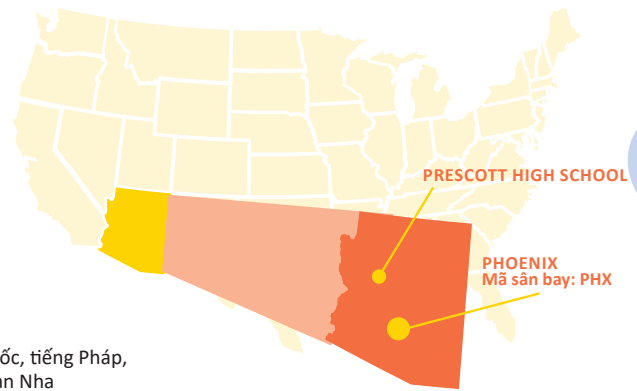 PRESCOTT HIGH SCHOOL
PHOENIX
Mã sân bay: PHX
tiếng Pháp,
Nha